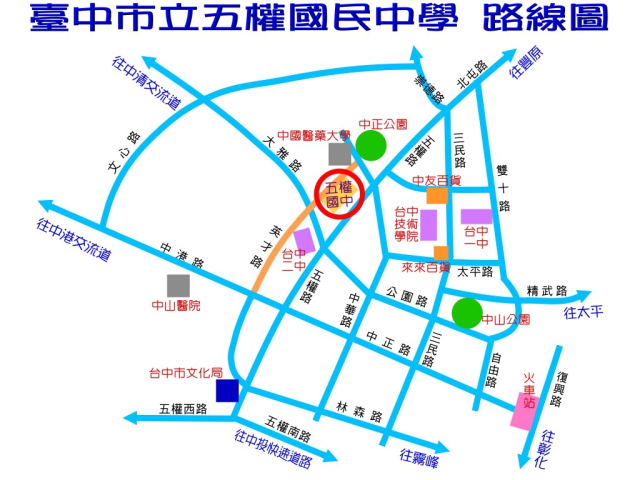 臺中市立五權國民中學 路線圖
往中清交流道
崇德路
北屯路
往豐原
中正公園
中國醫藥大學
文心路
大雅路
五權路
三民路
雙十路
中友百貨
五權
國中
台中
技術
學院
台中
一中
往中港交流道
中港路
英才路
台中
二中
來來百貨
太平路
精武路
往太平
中山醫院
五權路
中華路
公園路
中山公園
中正路
三民路
自由路
火車站
復興路
台中市文化局
五權西路
五權南路
林森路
往中投快速道路
往霧峰
往彰化